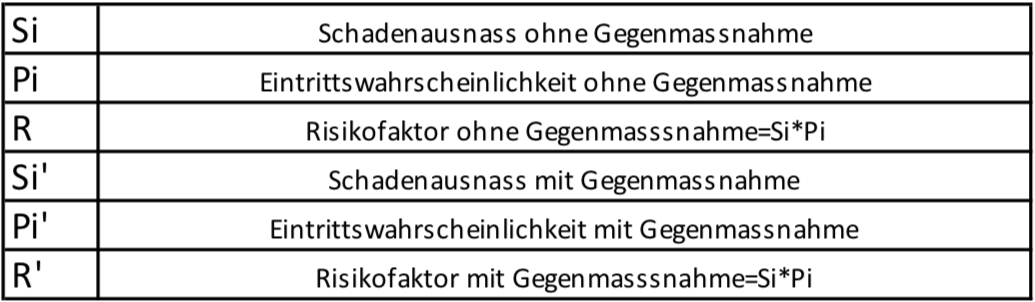 Si Schadenausnass ohne Gegenmassnahme
Pi Eintrittswahrscheinlichkeit ohne Gegenmassnahme
R Risikofaktor ohne Gegenmasssnahme=Si*Pi
Si' Schadenausnass mit Gegenmassnahme
Pi' Eintrittswahrscheinlichkeit mit Gegenmassnahme
R' Risikofaktor mit Gegenmasssnahme=Si*Pi